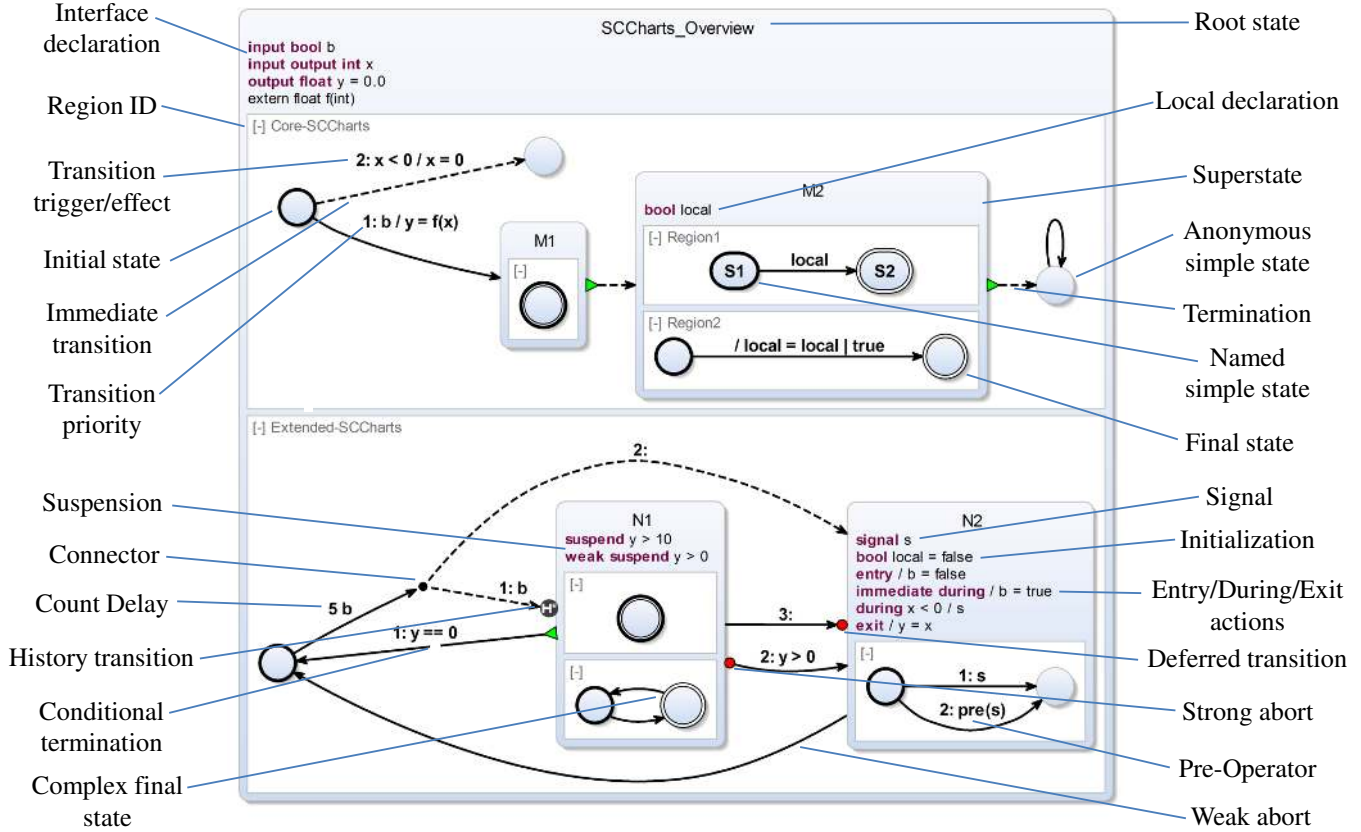 Interface
declaration
SCCharts_Overview
Root state
input bool b
input output int x
output float y = 0.0
extern float f(int)
Region ID
Local declaration
[-] Core-SCCharts
Transition
trigger/effect
2: x < 0 / x = 0
1: b / y = f(x)
Initial state
Immediate
transition
Transition
priority
M1
[-]
M2
bool local
[-] Region1
S1
local
S2
[-] Region2
/ local = local | true
Superstate
Anonymous
simple state
Termination
Named
simple state
Final state
[-] Extended-SCCharts
2:
Suspension
Connector
Count Delay
History transition
Conditional
termination
Complex final
state
5 b
1: b
H
1: y == 0
N1
suspend y > 10
weak suspend y > 0
[-]
[-]
3:
2: y > 0
N2
signal s
bool local = false
entry / b = false
immediate during / b = true
during x < 0 / s
exit / y = x
[-]
1: s
2: pre(s)
Signal
Initialization
Entry/During/Exit
actions
Deferred transition
Strong abort
Pre-Operator
Weak abort